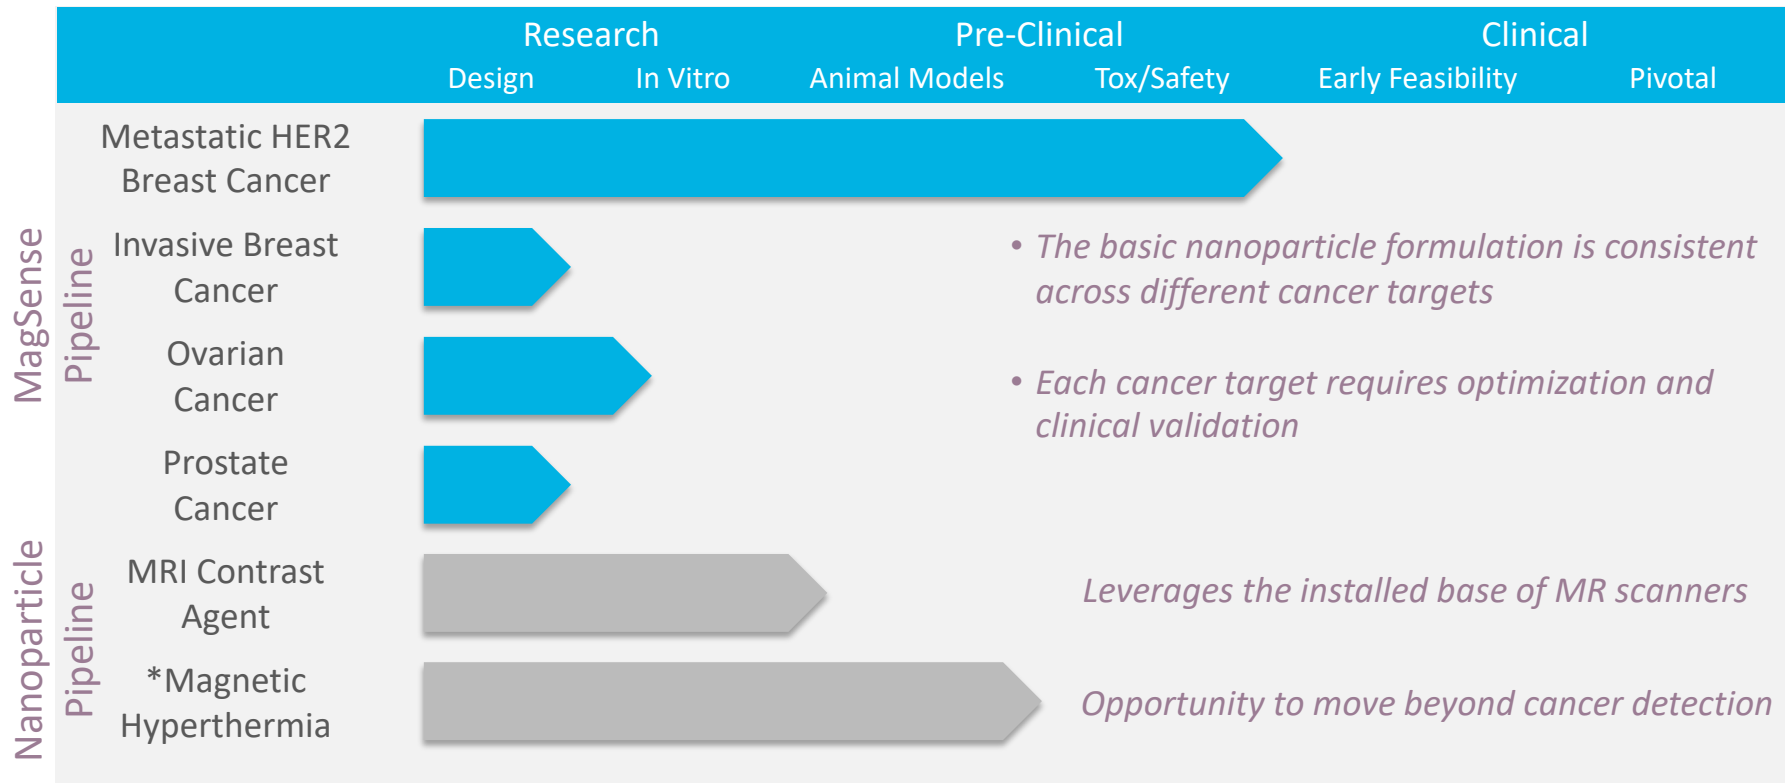 Research Pre-Clinical Clinical
Design In Vitro Animal Models Tox/Safety Early Feasibility Pivotal
MagSense
Pipeline
Metastatic HER2
Breast Cancer
Invasive Breast
Cancer
Ovarian
Cancer
Prostate
Cancer
• The basic nanoparticle formulation is consistent
across different cancer targets
• Each cancer target requires optimization and
clinical validation
Nanoparticle
Pipeline
MRI Contrast
Agent
Leverages the installed base of MR scanners
*Magnetic
Hyperthermia
Opportunity to move beyond cancer detection